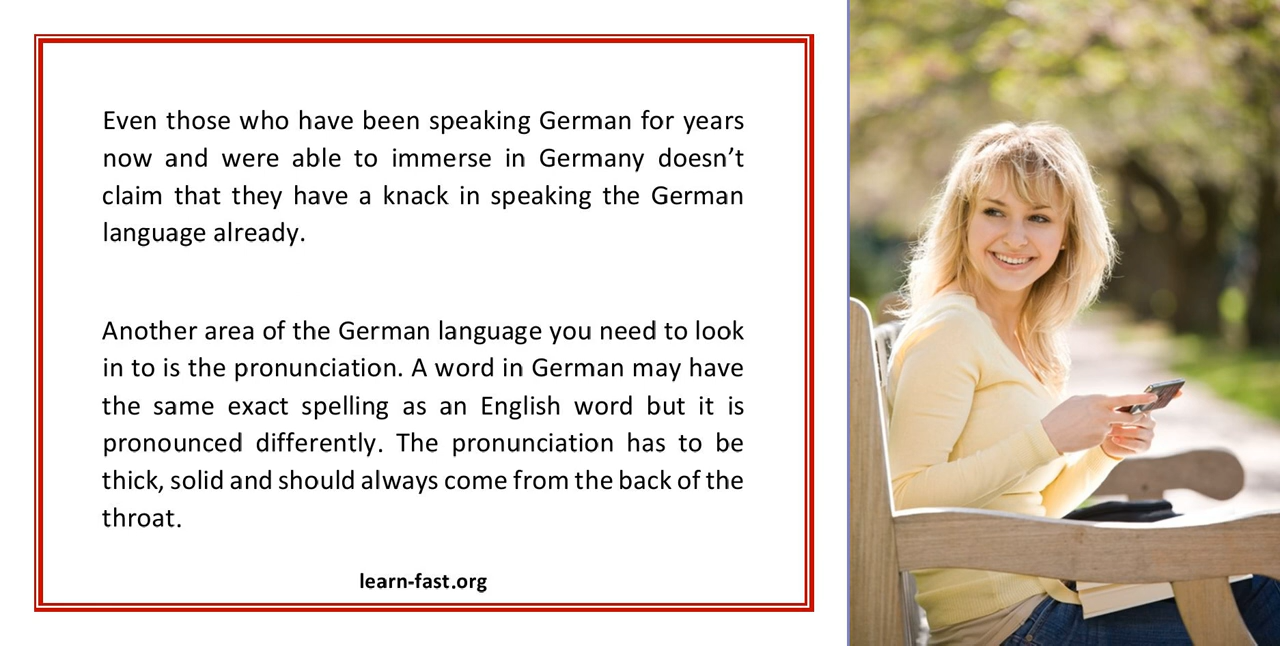 Even those who have been speaking German for years
now and were able to immerse in Germany doesn’t
claim that they have a knack in speaking the German
language already.
Another area of the German language you need to look
in to is the pronunciation. A word in German may have
the same exact spelling as an English word but it is
pronounced differently. The pronunciation has to be
thick, solid and should always come from the back of the
throat.
learn-fast.org